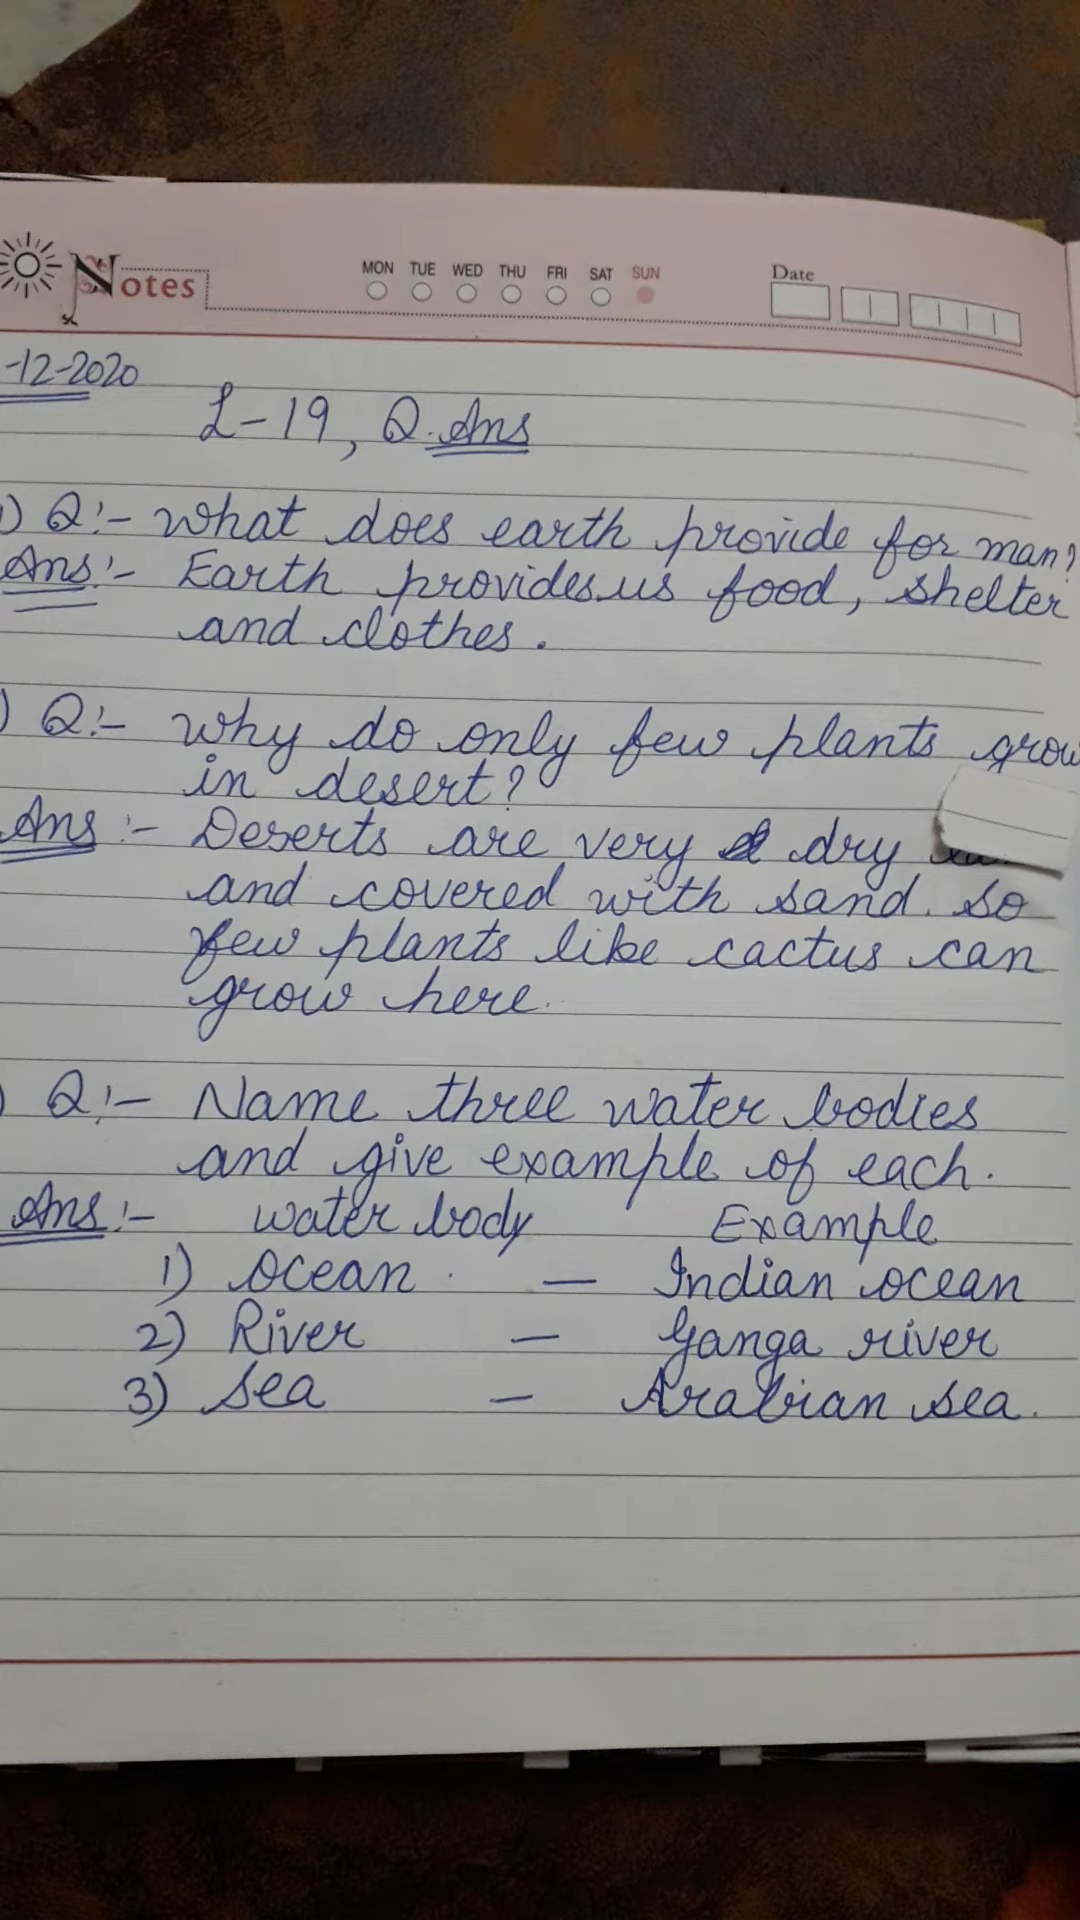 Notes
MON TUE WED THU FRI SAT SUN
Date
-12-2020
L-19, Q.Ans
) Q:- what does earth provide for man?
Ans:- Earth provides us food, shelter
and clothes.
) Q:- why do only few plants grow
in desert?
Ans:- Deserts are very dry
and covered with sand. so
few plants like cactus can
grow here.
) Q:- Name three water bodies
and give example of each.
Ans:- water body Example
1) ocean - Indian ocean
2) River - Ganga river
3) sea - Arabian sea.